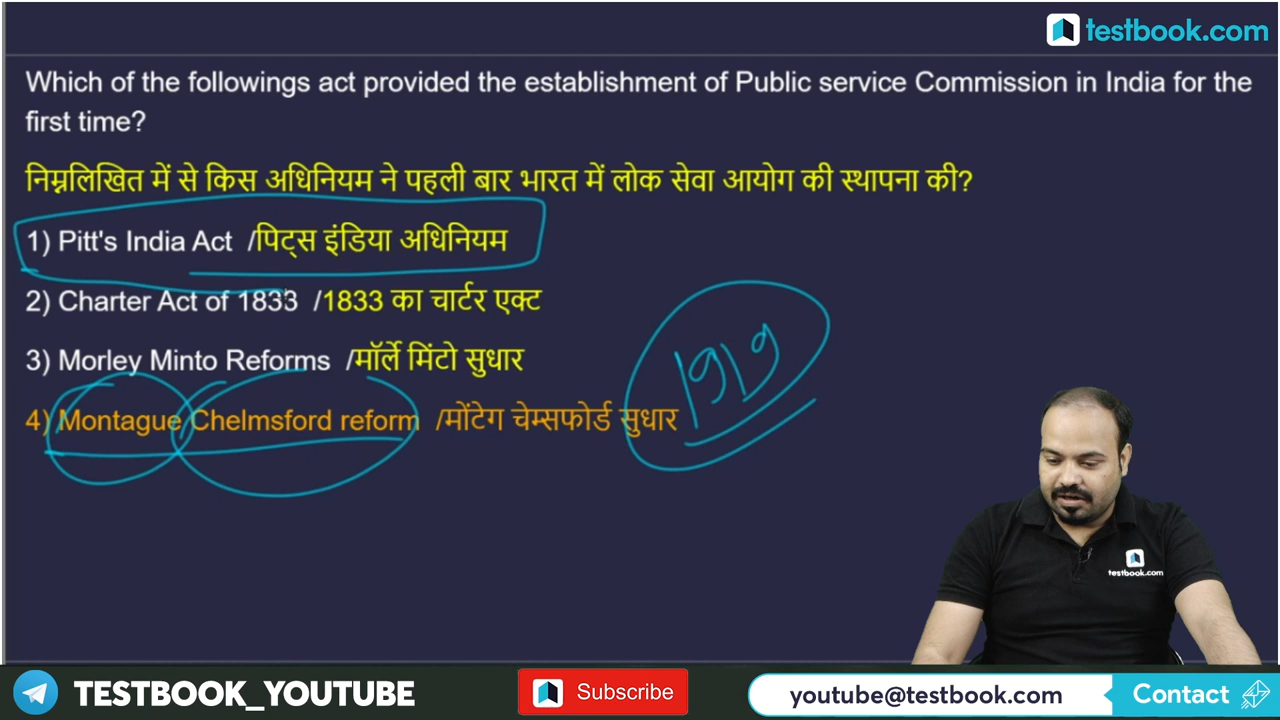 testbook.com
Which of the followings act provided the establishment of Public service Commission in India for the
first time?
निम्नलिखित में से किस अधिनियम ने पहली बार भारत में लोक सेवा आयोग की स्थापना की?
1) Pitt's India Act /पिट्स इंडिया अधिनियम
2) Charter Act of 1833 /1833 का चार्टर एक्ट
3) Morley Minto Reforms /मॉर्ले मिंटो सुधार
1919
4) Montague Chelmsford reform /मोंटेग चेम्सफोर्ड सुधार
testbook.com
TESTBOOK_YOUTUBE
Subscribe
youtube@testbook.com
Contact